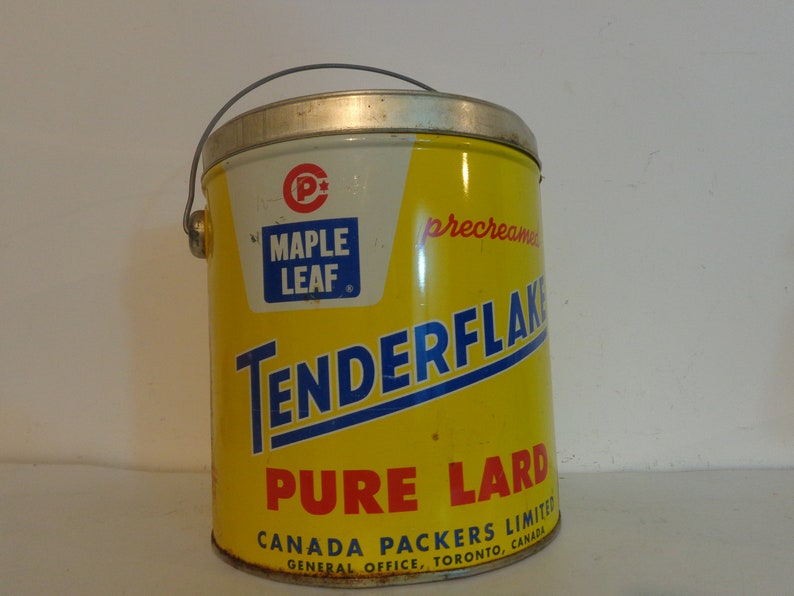 CP
MAPLE
LEAF ®
precreamed
TENDERFLAKE
PURE LARD
CANADA PACKERS LIMITED
GENERAL OFFICE, TORONTO, CANADA